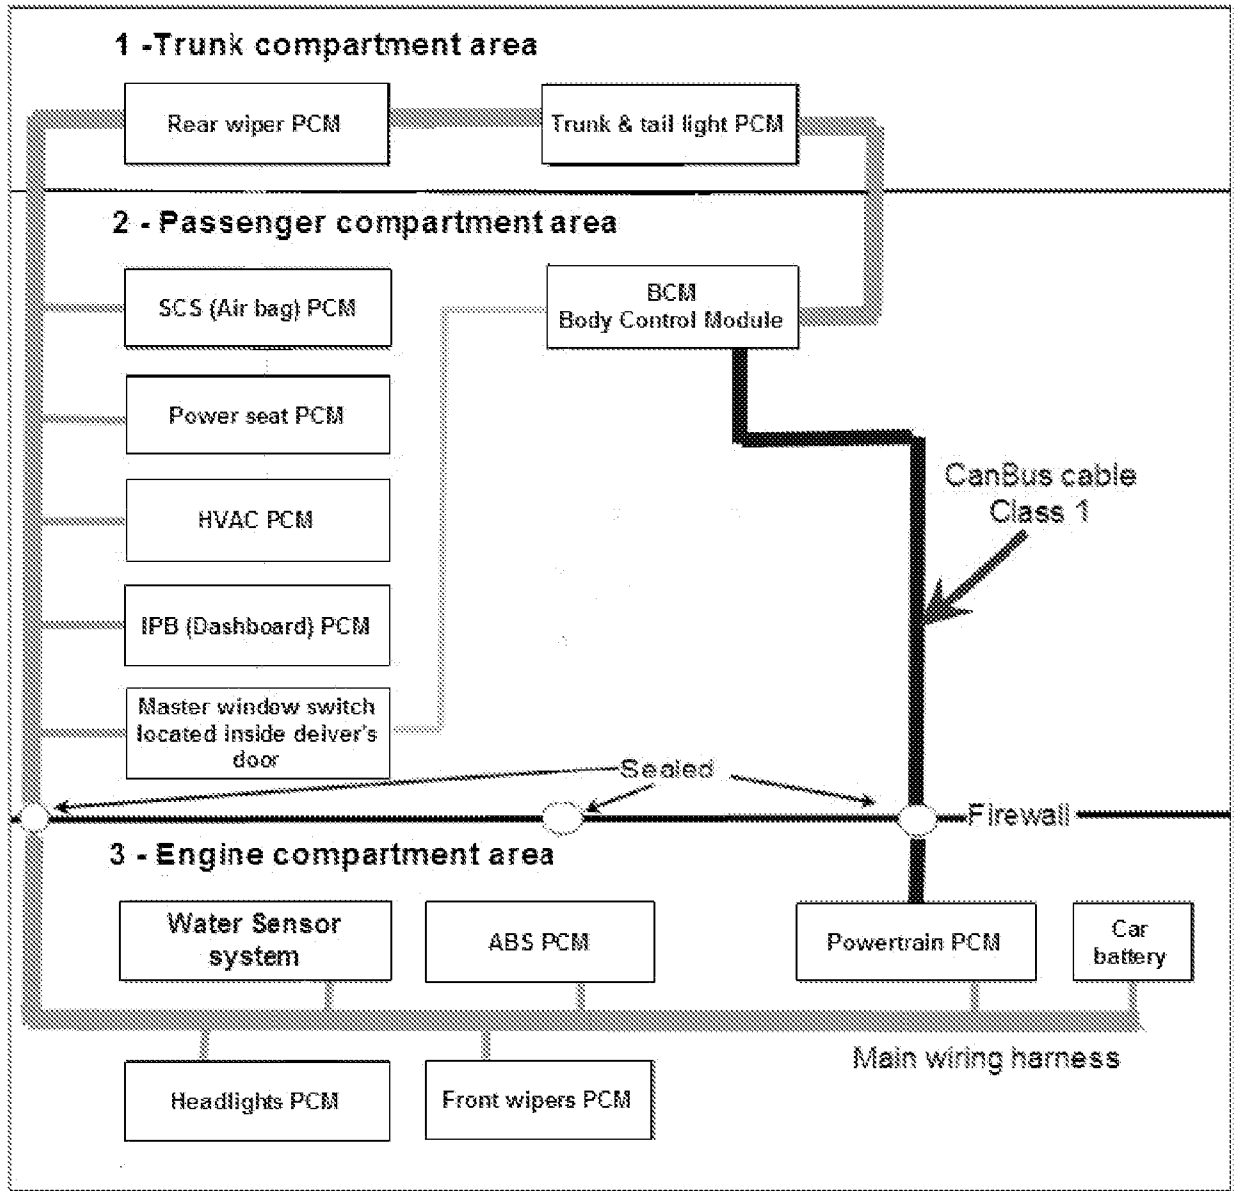 1 -Trunk compartment area
Rear wiper PCM
Trunk & tail light PCM
2 - Passenger compartment area
SCS (Air bag) PCM
BCM
Body Control Module
Power seat PCM
CanBus cable
Class 1
HVAC PCM
IPB (Dashboard) PCM
Master window switch
located inside deiver's
door
Sealed
Firewall
3 - Engine compartment area
Water Sensor
system
ABS PCM
Powertrain PCM
Car
battery
Main wiring harness
Headlights PCM
Front wipers PCM